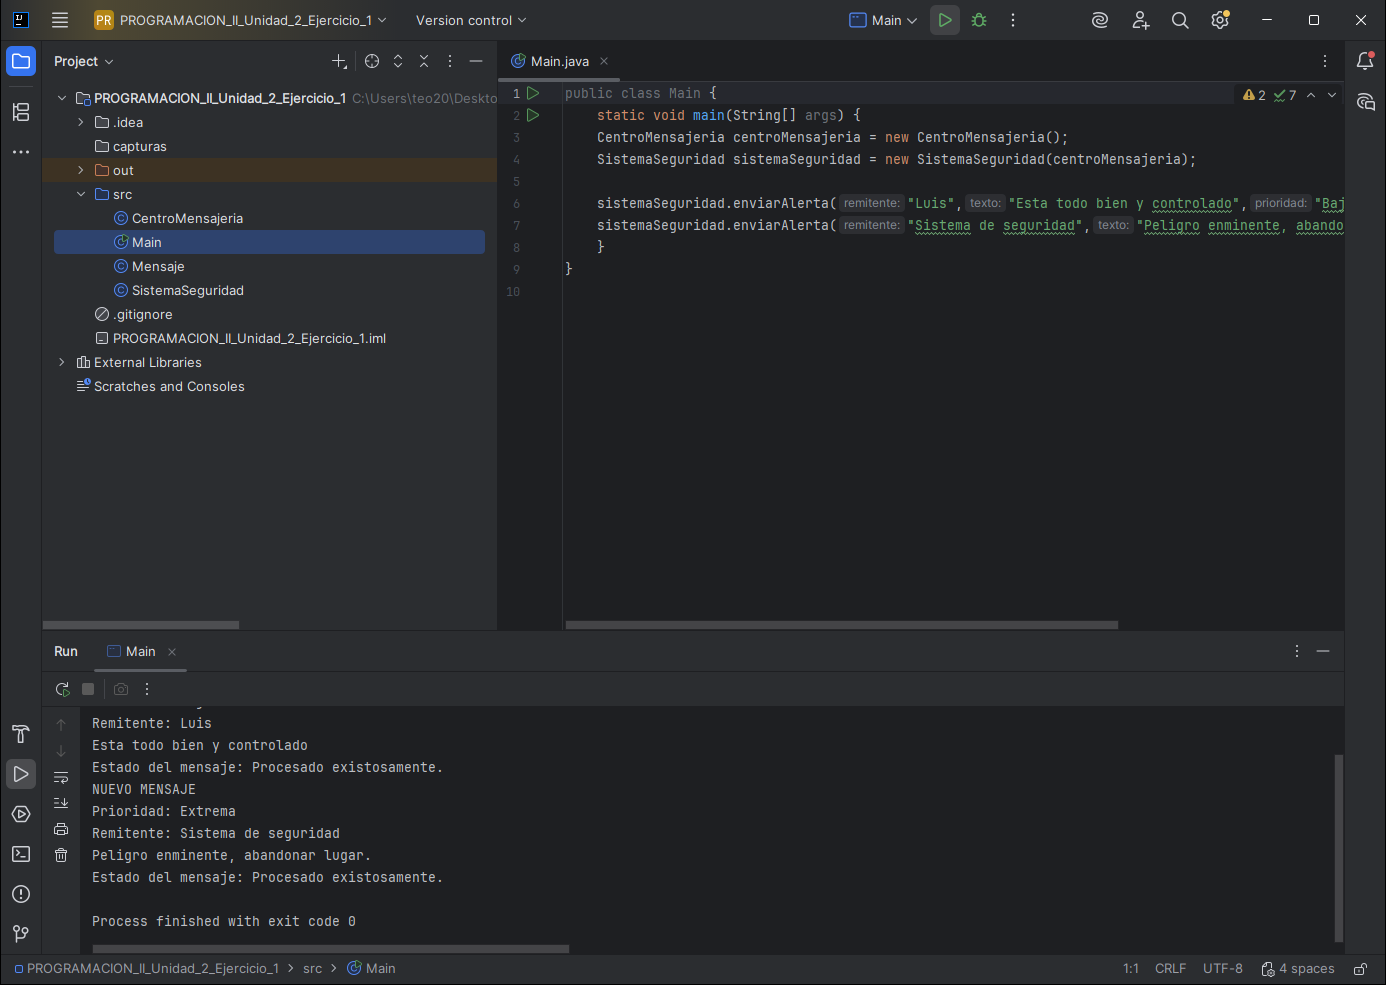 PR PROGRAMACION_II_Unidad_2_Ejercicio_1 Version control Main
Project
Main.java
PROGRAMACION_II_Unidad_2_Ejercicio_1 C:\Users\teo20\Deskto
.idea
capturas
out
src
CentroMensajeria
Main
Mensaje
SistemaSeguridad
.gitignore
PROGRAMACION_II_Unidad_2_Ejercicio_1.iml
External Libraries
Scratches and Consoles
1 public class Main {
2 static void main(String[] args) {
3 CentroMensajeria centroMensajeria = new CentroMensajeria();
4 SistemaSeguridad sistemaSeguridad = new SistemaSeguridad(centroMensajeria);
5
6 sistemaSeguridad.enviarAlerta( remitente: "Luis", texto: "Esta todo bien y controlado", prioridad: "Baj
7 sistemaSeguridad.enviarAlerta( remitente: "Sistema de seguridad", texto: "Peligro enminente, abando
8 }
9 }
10
2 7
Run Main
Remitente: Luis
Esta todo bien y controlado
Estado del mensaje: Procesado existosamente.
NUEVO MENSAJE
Prioridad: Extrema
Remitente: Sistema de seguridad
Peligro enminente, abandonar lugar.
Estado del mensaje: Procesado existosamente.
Process finished with exit code 0
PROGRAMACION_II_Unidad_2_Ejercicio_1 > src > Main 1:1 CRLF UTF-8 4 spaces